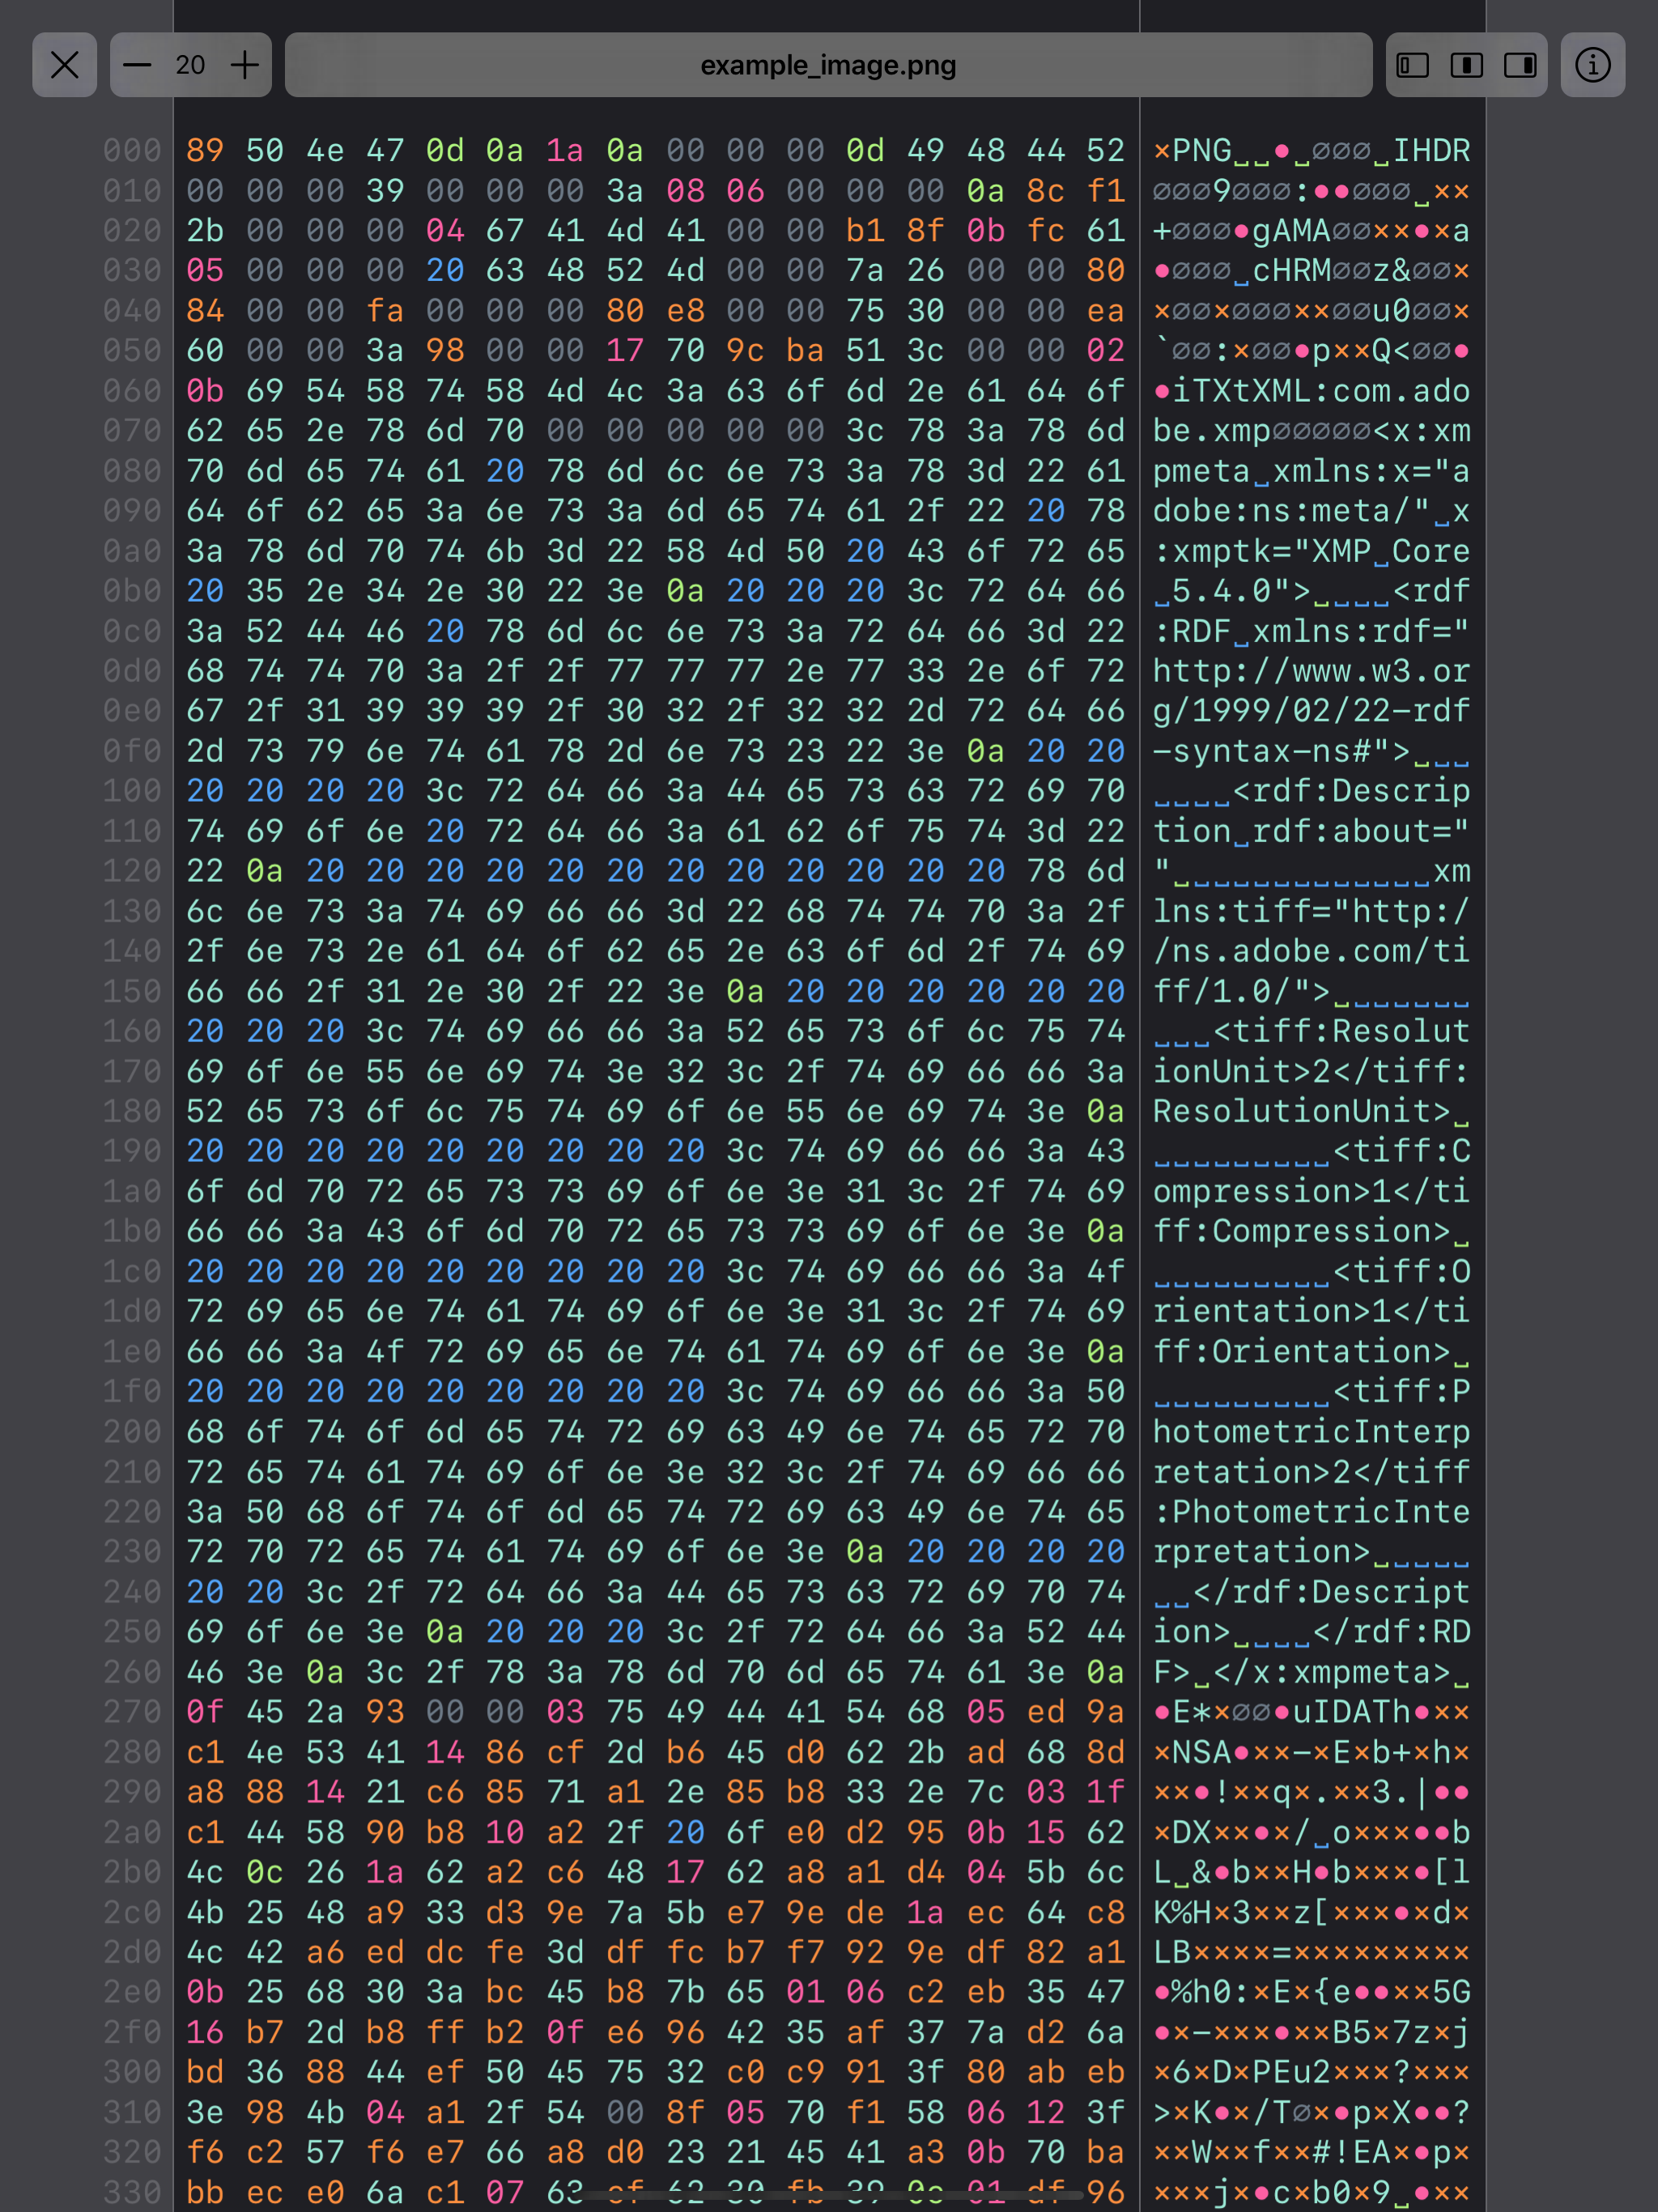 20 example_image.png
000 89 50 4e 47 0d 0a 1a 0a 00 00 00 0d 49 48 44 52 ×PNG␣␣•␣∅∅∅␣IHDR
010 00 00 00 39 00 00 00 3a 08 06 00 00 00 0a 8c f1 ∅∅∅9∅∅∅:••∅∅∅␣××
020 2b 00 00 00 04 67 41 4d 41 00 00 b1 8f 0b fc 61 +∅∅∅•gAMA∅∅××•×a
030 05 00 00 00 20 63 48 52 4d 00 00 7a 26 00 00 80 •∅∅∅␣cHRM∅∅z&∅∅×
040 84 00 00 fa 00 00 00 80 e8 00 00 75 30 00 00 ea ×∅∅×∅∅∅××∅∅u0∅∅×
050 60 00 00 3a 98 00 00 17 70 9c ba 51 3c 00 00 02 `∅∅:×∅∅•p××Q<∅∅•
060 0b 69 54 58 74 58 4d 4c 3a 63 6f 6d 2e 61 64 6f •iTXtXML:com.ado
070 62 65 2e 78 6d 70 00 00 00 00 00 3c 78 3a 78 6d be.xmp∅∅∅∅∅<x:xm
080 70 6d 65 74 61 20 78 6d 6c 6e 73 3a 78 3d 22 61 pmeta␣xmlns:x="a
090 64 6f 62 65 3a 6e 73 3a 6d 65 74 61 2f 22 20 78 dobe:ns:meta/"␣x
0a0 3a 78 6d 70 74 6b 3d 22 58 4d 50 20 43 6f 72 65 :xmptk="XMP␣Core
0b0 20 35 2e 34 2e 30 22 3e 0a 20 20 20 3c 72 64 66 ␣5.4.0">␣␣␣␣<rdf
0c0 3a 52 44 46 20 78 6d 6c 6e 73 3a 72 64 66 3d 22 :RDF␣xmlns:rdf="
0d0 68 74 74 70 3a 2f 2f 77 77 77 2e 77 33 2e 6f 72 http://www.w3.or
0e0 67 2f 31 39 39 39 2f 30 32 2f 32 32 2d 72 64 66 g/1999/02/22-rdf
0f0 2d 73 79 6e 74 61 78 2d 6e 73 23 22 3e 0a 20 20 -syntax-ns#">␣␣␣
100 20 20 20 20 3c 72 64 66 3a 44 65 73 63 72 69 70 ␣␣␣␣<rdf:Descrip
110 74 69 6f 6e 20 72 64 66 3a 61 62 6f 75 74 3d 22 tion␣rdf:about="
120 22 0a 20 20 20 20 20 20 20 20 20 20 20 20 78 6d "␣␣␣␣␣␣␣␣␣␣␣␣␣xm
130 6c 6e 73 3a 74 69 66 66 3d 22 68 74 74 70 3a 2f lns:tiff="http:/
140 2f 6e 73 2e 61 64 6f 62 65 2e 63 6f 6d 2f 74 69 /ns.adobe.com/ti
150 66 66 2f 31 2e 30 2f 22 3e 0a 20 20 20 20 20 20 ff/1.0/">␣␣␣␣␣␣␣
160 20 20 20 3c 74 69 66 66 3a 52 65 73 6f 6c 75 74 ␣␣␣<tiff:Resolut
170 69 6f 6e 55 6e 69 74 3e 32 3c 2f 74 69 66 66 3a ionUnit>2</tiff:
180 52 65 73 6f 6c 75 74 69 6f 6e 55 6e 69 74 3e 0a ResolutionUnit>␣
190 20 20 20 20 20 20 20 20 20 3c 74 69 66 66 3a 43 ␣␣␣␣␣␣␣␣␣<tiff:C
1a0 6f 6d 70 72 65 73 73 69 6f 6e 3e 31 3c 2f 74 69 ompression>1</ti
1b0 66 66 3a 43 6f 6d 70 72 65 73 73 69 6f 6e 3e 0a ff:Compression>␣
1c0 20 20 20 20 20 20 20 20 20 3c 74 69 66 66 3a 4f ␣␣␣␣␣␣␣␣␣<tiff:O
1d0 72 69 65 6e 74 61 74 69 6f 6e 3e 31 3c 2f 74 69 rientation>1</ti
1e0 66 66 3a 4f 72 69 65 6e 74 61 74 69 6f 6e 3e 0a ff:Orientation>␣
1f0 20 20 20 20 20 20 20 20 20 3c 74 69 66 66 3a 50 ␣␣␣␣␣␣␣␣␣<tiff:P
200 68 6f 74 6f 6d 65 74 72 69 63 49 6e 74 65 72 70 hotometricInterp
210 72 65 74 61 74 69 6f 6e 3e 32 3c 2f 74 69 66 66 retation>2</tiff
220 3a 50 68 6f 74 6f 6d 65 74 72 69 63 49 6e 74 65 :PhotometricInte
230 72 70 72 65 74 61 74 69 6f 6e 3e 0a 20 20 20 20 rpretation>␣␣␣␣␣
240 20 20 3c 2f 72 64 66 3a 44 65 73 63 72 69 70 74 ␣␣</rdf:Descript
250 69 6f 6e 3e 0a 20 20 20 3c 2f 72 64 66 3a 52 44 ion>␣␣␣␣</rdf:RD
260 46 3e 0a 3c 2f 78 3a 78 6d 70 6d 65 74 61 3e 0a F>␣</x:xmpmeta>␣
270 0f 45 2a 93 00 00 03 75 49 44 41 54 68 05 ed 9a •E*×∅∅•uIDATh•××
280 c1 4e 53 41 14 86 cf 2d b6 45 d0 62 2b ad 68 8d ×NSA•××-×E×b+×h×
290 a8 88 14 21 c6 85 71 a1 2e 85 b8 33 2e 7c 03 1f ××•!××q×.××3.|••
2a0 c1 44 58 90 b8 10 a2 2f 20 6f e0 d2 95 0b 15 62 ×DX××•×/␣o×××••b
2b0 4c 0c 26 1a 62 a2 c6 48 17 62 a8 a1 d4 04 5b 6c L␣&•b××H•b×××•[l
2c0 4b 25 48 a9 33 d3 9e 7a 5b e7 9e de 1a ec 64 c8 K%H×3××z[×××•×d×
2d0 4c 42 a6 ed dc fe 3d df fc b7 f7 92 9e df 82 a1 LB××××=×××××××××
2e0 0b 25 68 30 3a bc 45 b8 7b 65 01 06 c2 eb 35 47 •%h0:×E×{e••××5G
2f0 16 b7 2d b8 ff b2 0f e6 96 42 35 af 37 7a d2 6a •×-×××•××B5×7z×j
300 bd 36 88 44 ef 50 45 75 32 c0 c9 91 3f 80 ab eb ×6×D×PEu2×××?×××
310 3e 98 4b 04 a1 2f 54 00 8f 05 70 f1 58 06 12 3f >×K•×/T∅×•p×X••?
320 f6 c2 57 f6 e7 66 a8 d0 23 21 45 41 a3 0b 70 ba ××W××f××#!EA×•p×
330 bb ec e0 6a c1 07 63 cf 62 30 fb 39 0c 01 df 96 ×××j×•c×b0×9␣•××